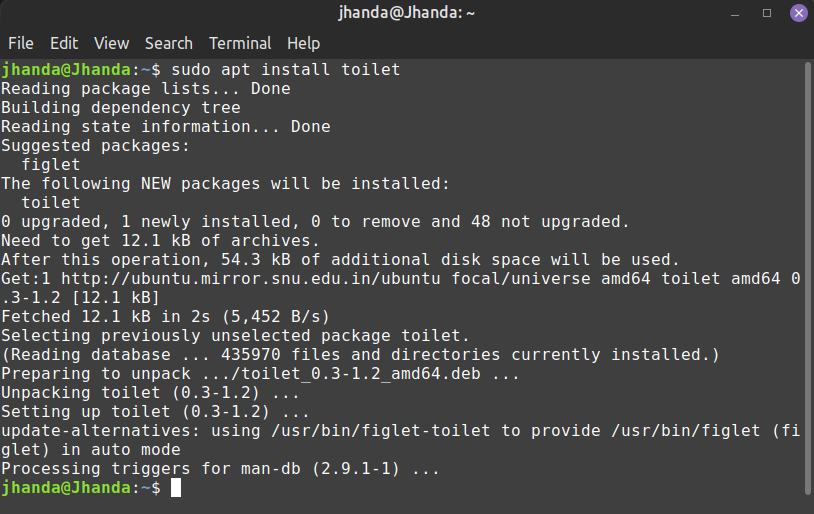 jhanda@Jhanda: ~
File Edit View Search Terminal Help
jhanda@Jhanda:~$ sudo apt install toilet
Reading package lists... Done
Building dependency tree
Reading state information... Done
Suggested packages:
  figlet
The following NEW packages will be installed:
  toilet
0 upgraded, 1 newly installed, 0 to remove and 48 not upgraded.
Need to get 12.1 kB of archives.
After this operation, 54.3 kB of additional disk space will be used.
Get:1 http://ubuntu.mirror.snu.edu.in/ubuntu focal/universe amd64 toilet amd64 0
.3-1.2 [12.1 kB]
Fetched 12.1 kB in 2s (5,452 B/s)
Selecting previously unselected package toilet.
(Reading database ... 435970 files and directories currently installed.)
Preparing to unpack .../toilet_0.3-1.2_amd64.deb ...
Unpacking toilet (0.3-1.2) ...
Setting up toilet (0.3-1.2) ...
update-alternatives: using /usr/bin/figlet-toilet to provide /usr/bin/figlet (fi
glet) in auto mode
Processing triggers for man-db (2.9.1-1) ...
jhanda@Jhanda:~$